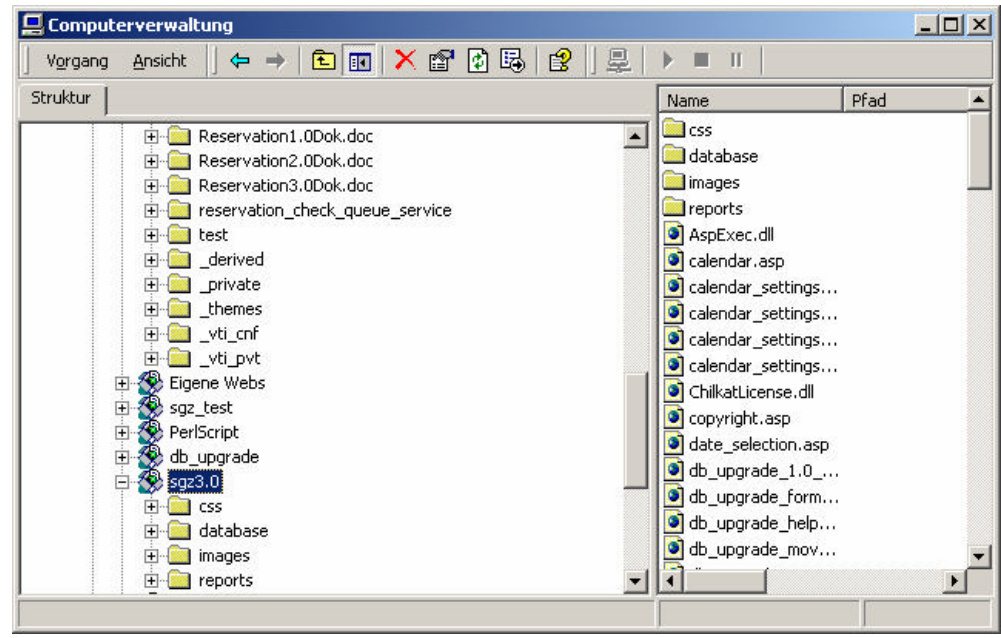 Computerverwaltung
Vorgang Ansicht
Struktur
Reservation1.0Dok.doc
Reservation2.0Dok.doc
Reservation3.0Dok.doc
reservation_check_queue_service
test
_derived
_private
_themes
_vti_cnf
_vti_pvt
Eigene Webs
sgz_test
PerlScript
db_upgrade
sgz3.0
css
database
images
reports
Name Pfad
css
database
images
reports
AspExec.dll
calendar.asp
calendar_settings...
calendar_settings...
calendar_settings...
calendar_settings...
ChilkatLicense.dll
copyright.asp
date_selection.asp
db_upgrade_1.0_...
db_upgrade_form...
db_upgrade_help...
db_upgrade_mov...